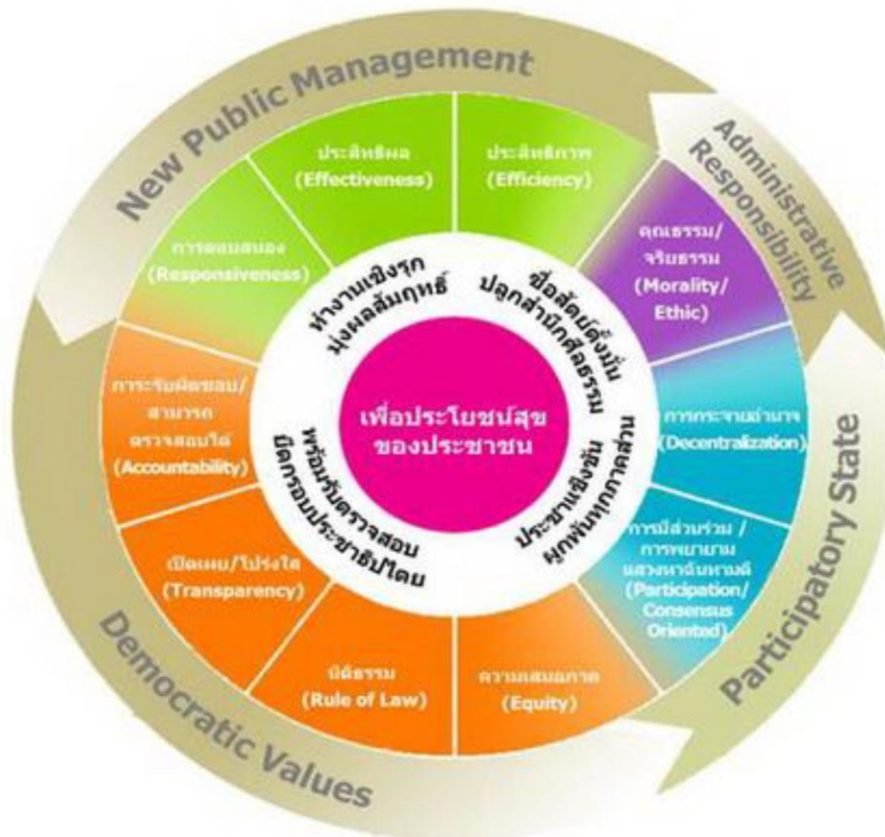 New Public Management
Administrative
Responsibility
Participatory State
Democratic Values
ประสิทธิภาพ
(Efficiency)
คุณธรรม/
จริยธรรม
(Morality/
Ethic)
การกระจายอำนาจ
(Decentralization)
การมีส่วนร่วม /
การพยายาม
แสวงหาฉันทามติ
(Participation/
Consensus
Oriented)
ความเสมอภาค
(Equity)
นิติธรรม
(Rule of Law)
เปิดเผย/โปร่งใส
(Transparency)
ภาระรับผิดชอบ/
สามารถ
ตรวจสอบได้
(Accountability)
การตอบสนอง
(Responsiveness)
ประสิทธิผล
(Effectiveness)
ทำงานเชิงรุก
มุ่งผลสัมฤทธิ์
ซื่อสัตย์ตั้งมั่น
ปลูกสำนึกศีลธรรม
ประชาแข็งขัน
ผูกพันทุกภาคส่วน
พร้อมรับตรวจสอบ
ยึดกรอบประชาธิปไตย
เพื่อประโยชน์สุข
ของประชาชน